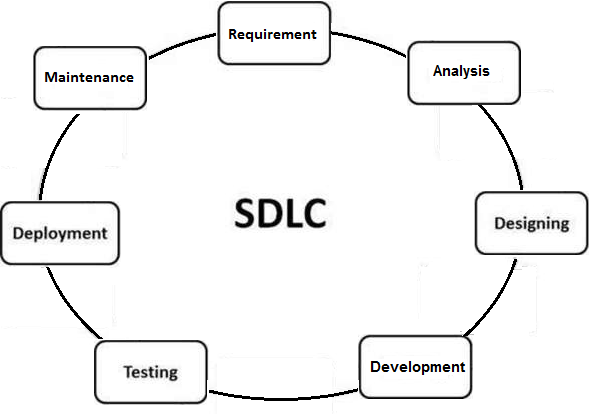 Requirement
Analysis
Maintenance
SDLC
Designing
Deployment
Development
Testing